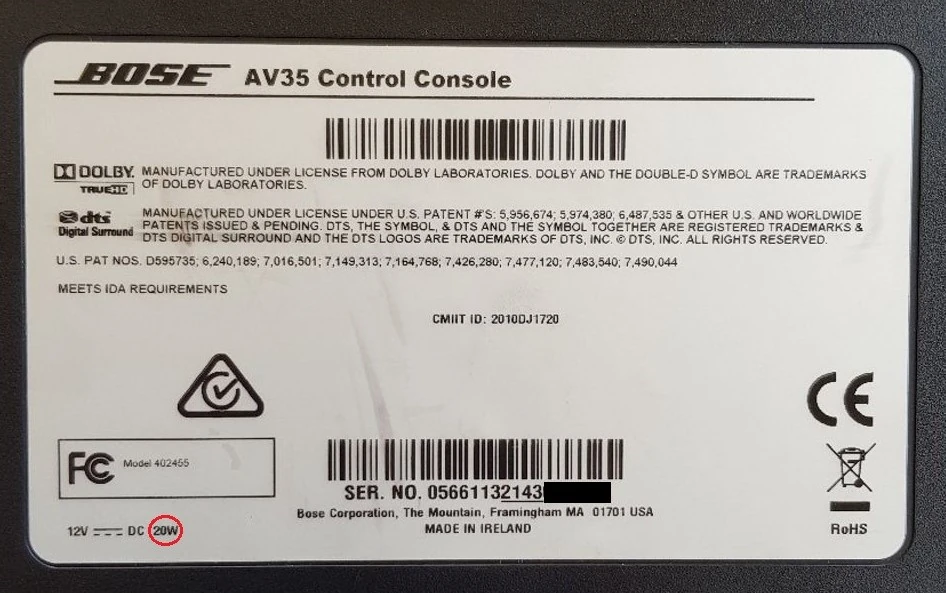 BOSE AV35 Control Console
DOLBY. MANUFACTURED UNDER LICENSE FROM DOLBY LABORATORIES. DOLBY AND THE DOUBLE-D SYMBOL ARE TRADEMARKS
TRUEHD OF DOLBY LABORATORIES.
dts MANUFACTURED UNDER LICENSE UNDER U.S. PATENT #'S: 5,956,674; 5,974,380; 6,487,535 & OTHER U.S. AND WORLDWIDE
Digital Surround PATENTS ISSUED & PENDING. DTS, THE SYMBOL, & DTS AND THE SYMBOL TOGETHER ARE REGISTERED TRADEMARKS &
DTS DIGITAL SURROUND AND THE DTS LOGOS ARE TRADEMARKS OF DTS, INC. © DTS, INC. ALL RIGHTS RESERVED.
U.S. PAT NOS. D595735; 6,240,189; 7,016,501; 7,149,313; 7,164,768; 7,426,280; 7,477,120; 7,483,540; 7,490,044
MEETS IDA REQUIREMENTS
CMIIT ID: 2010DJ1720
CE
FC Model 402455
SER. NO. 05661132143
Bose Corporation, The Mountain, Framingham MA 01701 USA
12V DC 20W
MADE IN IRELAND
RoHS